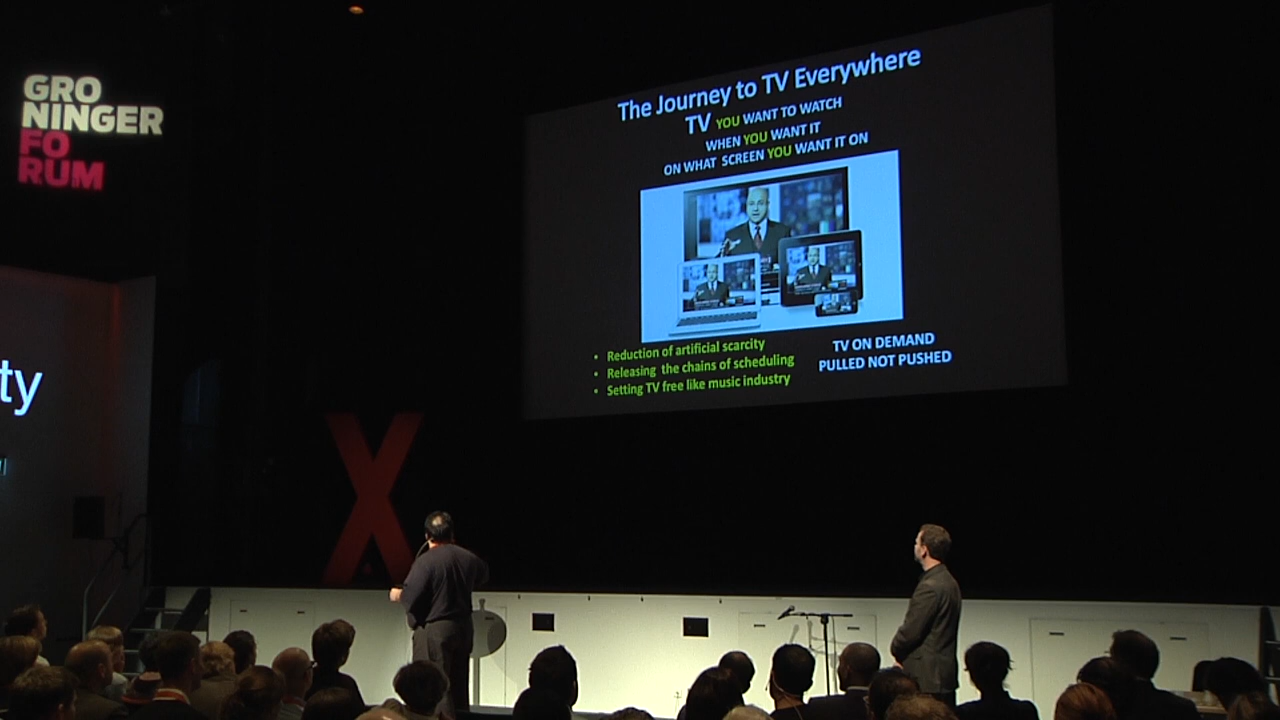 GRO
NINGER
FO
RUM
ty
X
The Journey to TV Everywhere
TV YOU WANT TO WATCH
WHEN YOU WANT IT
ON WHAT SCREEN YOU WANT IT ON
• Reduction of artificial scarcity
• Releasing the chains of scheduling
• Setting TV free like music industry
TV ON DEMAND
PULLED NOT PUSHED